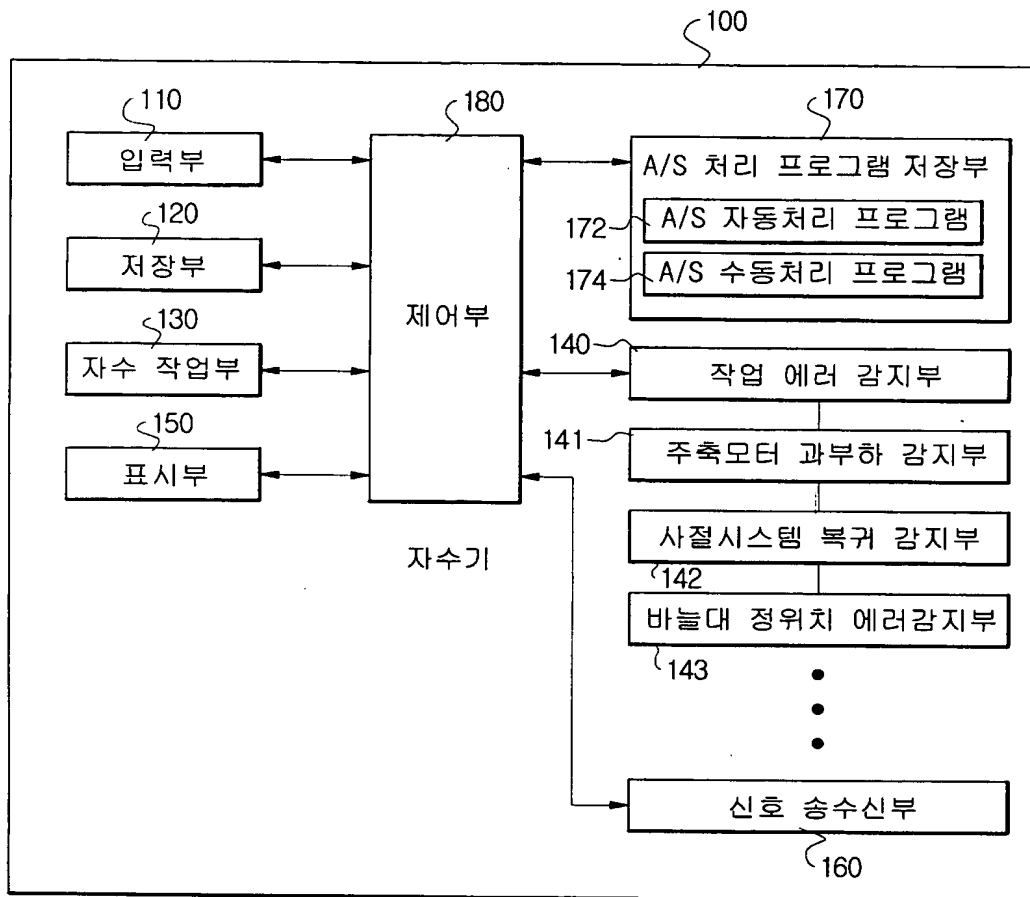 100
110
입력부
120
저장부
130
자수 작업부
150
표시부
180
제어부
자수기
170
A/S 처리 프로그램 저장부
172
A/S 자동처리 프로그램
174
A/S 수동처리 프로그램
140
작업 에러 감지부
141
주축모터 과부하 감지부
사절시스템 복귀 감지부
142
바늘대 정위치 에러감지부
143
신호 송수신부
160